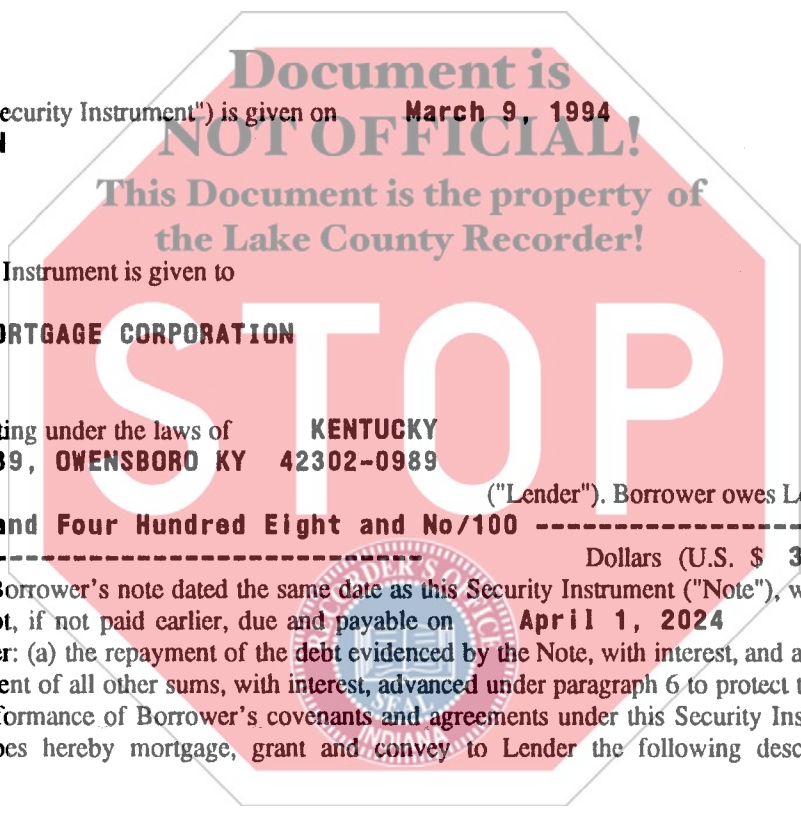 Document is
ecurity Instrument") is given on March 9, 1994
NOT OFFICIAL!
This Document is the property of
the Lake County Recorder!
Instrument is given to
ORTGAGE CORPORATION
STOP
ting under the laws of KENTUCKY
39, OWENSBORO KY 42302-0989
("Lender"). Borrower owes L
and Four Hundred Eight and No/100 --------------------
------------------------------ Dollars (U.S. $ 3
Borrower's note dated the same date as this Security Instrument ("Note"), w
t, if not paid earlier, due and payable on April 1, 2024
er: (a) the repayment of the debt evidenced by the Note, with interest, and a
ent of all other sums, with interest, advanced under paragraph 6 to protect t
formance of Borrower's covenants and agreements under this Security Ins
oes hereby mortgage, grant and convey to Lender the following desc
RECORDER'S OFFICE
SEAL
INDIANA